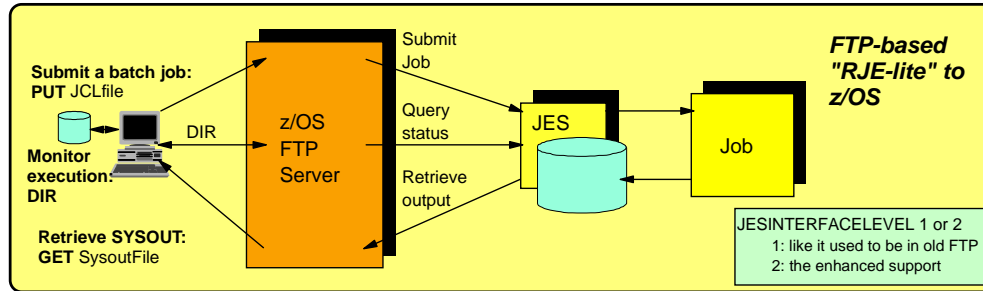 Submit a batch job:
PUT JCLfile
Monitor
execution:
DIR
Retrieve SYSOUT:
GET SysoutFile
DIR
z/OS
FTP
Server
Submit
Job
Query
status
Retrieve
output
JES
Job
FTP-based
"RJE-lite" to
z/OS
JESINTERFACELEVEL 1 or 2
1: like it used to be in old FTP
2: the enhanced support